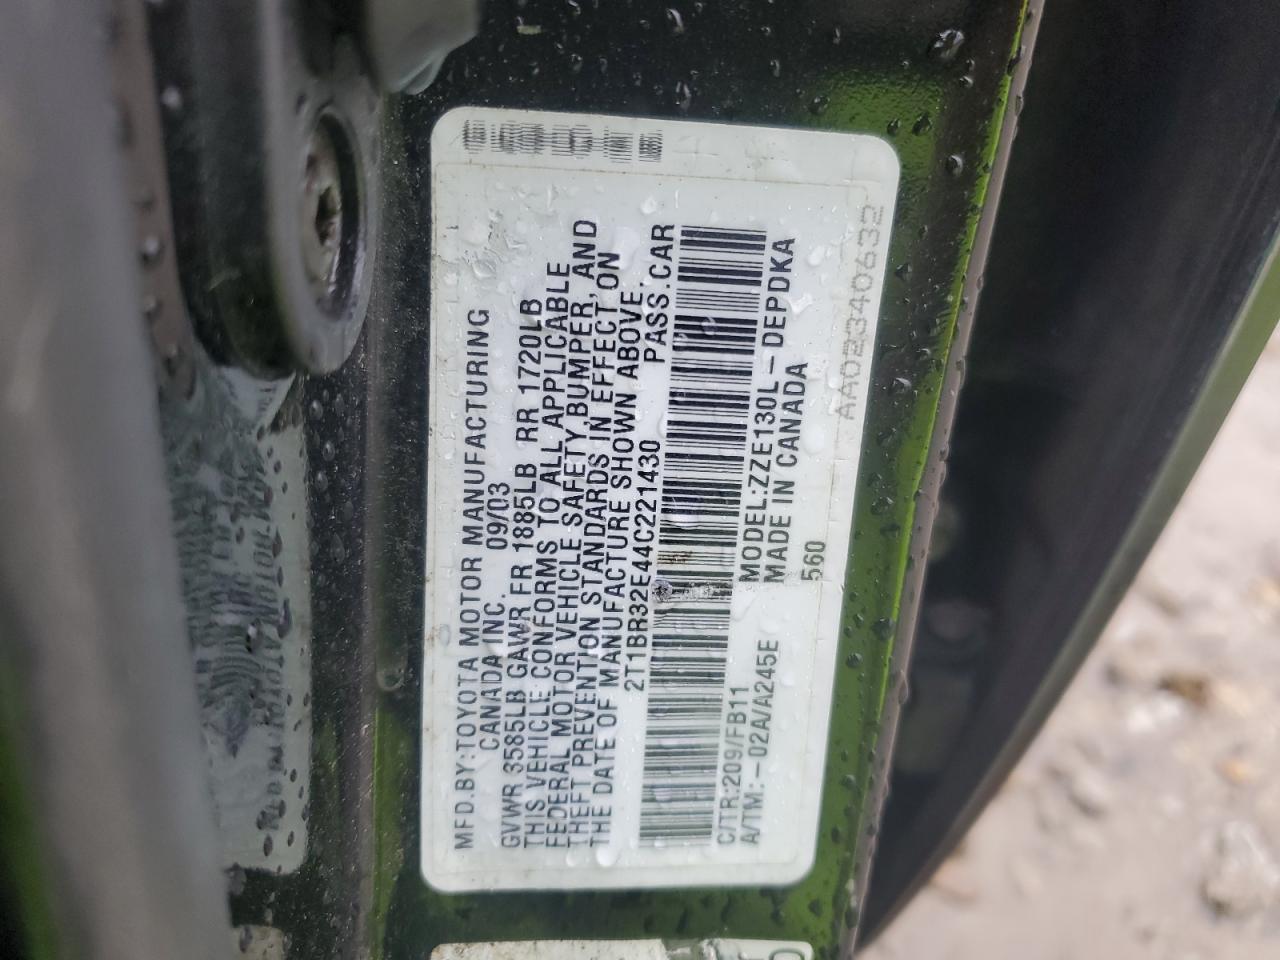 MFD.BY:TOYOTA MOTOR MANUFACTURING
CANADA INC. 09/03
GVWR 3585LB GAWR FR 1885LB RR 1720LB
THIS VEHICLE CONFORMS TO ALL APPLICABLE
FEDERAL MOTOR VEHICLE SAFETY, BUMPER, AND
THEFT PREVENTION STANDARDS IN EFFECT ON
THE DATE OF MANUFACTURE SHOWN ABOVE.
2T1BR32E44C221430 PASS.CAR
C/TR:209/FB11 MODEL:ZZE130L-DEPDKA
A/TM:-02A/A245E MADE IN CANADA
560
AA02340632